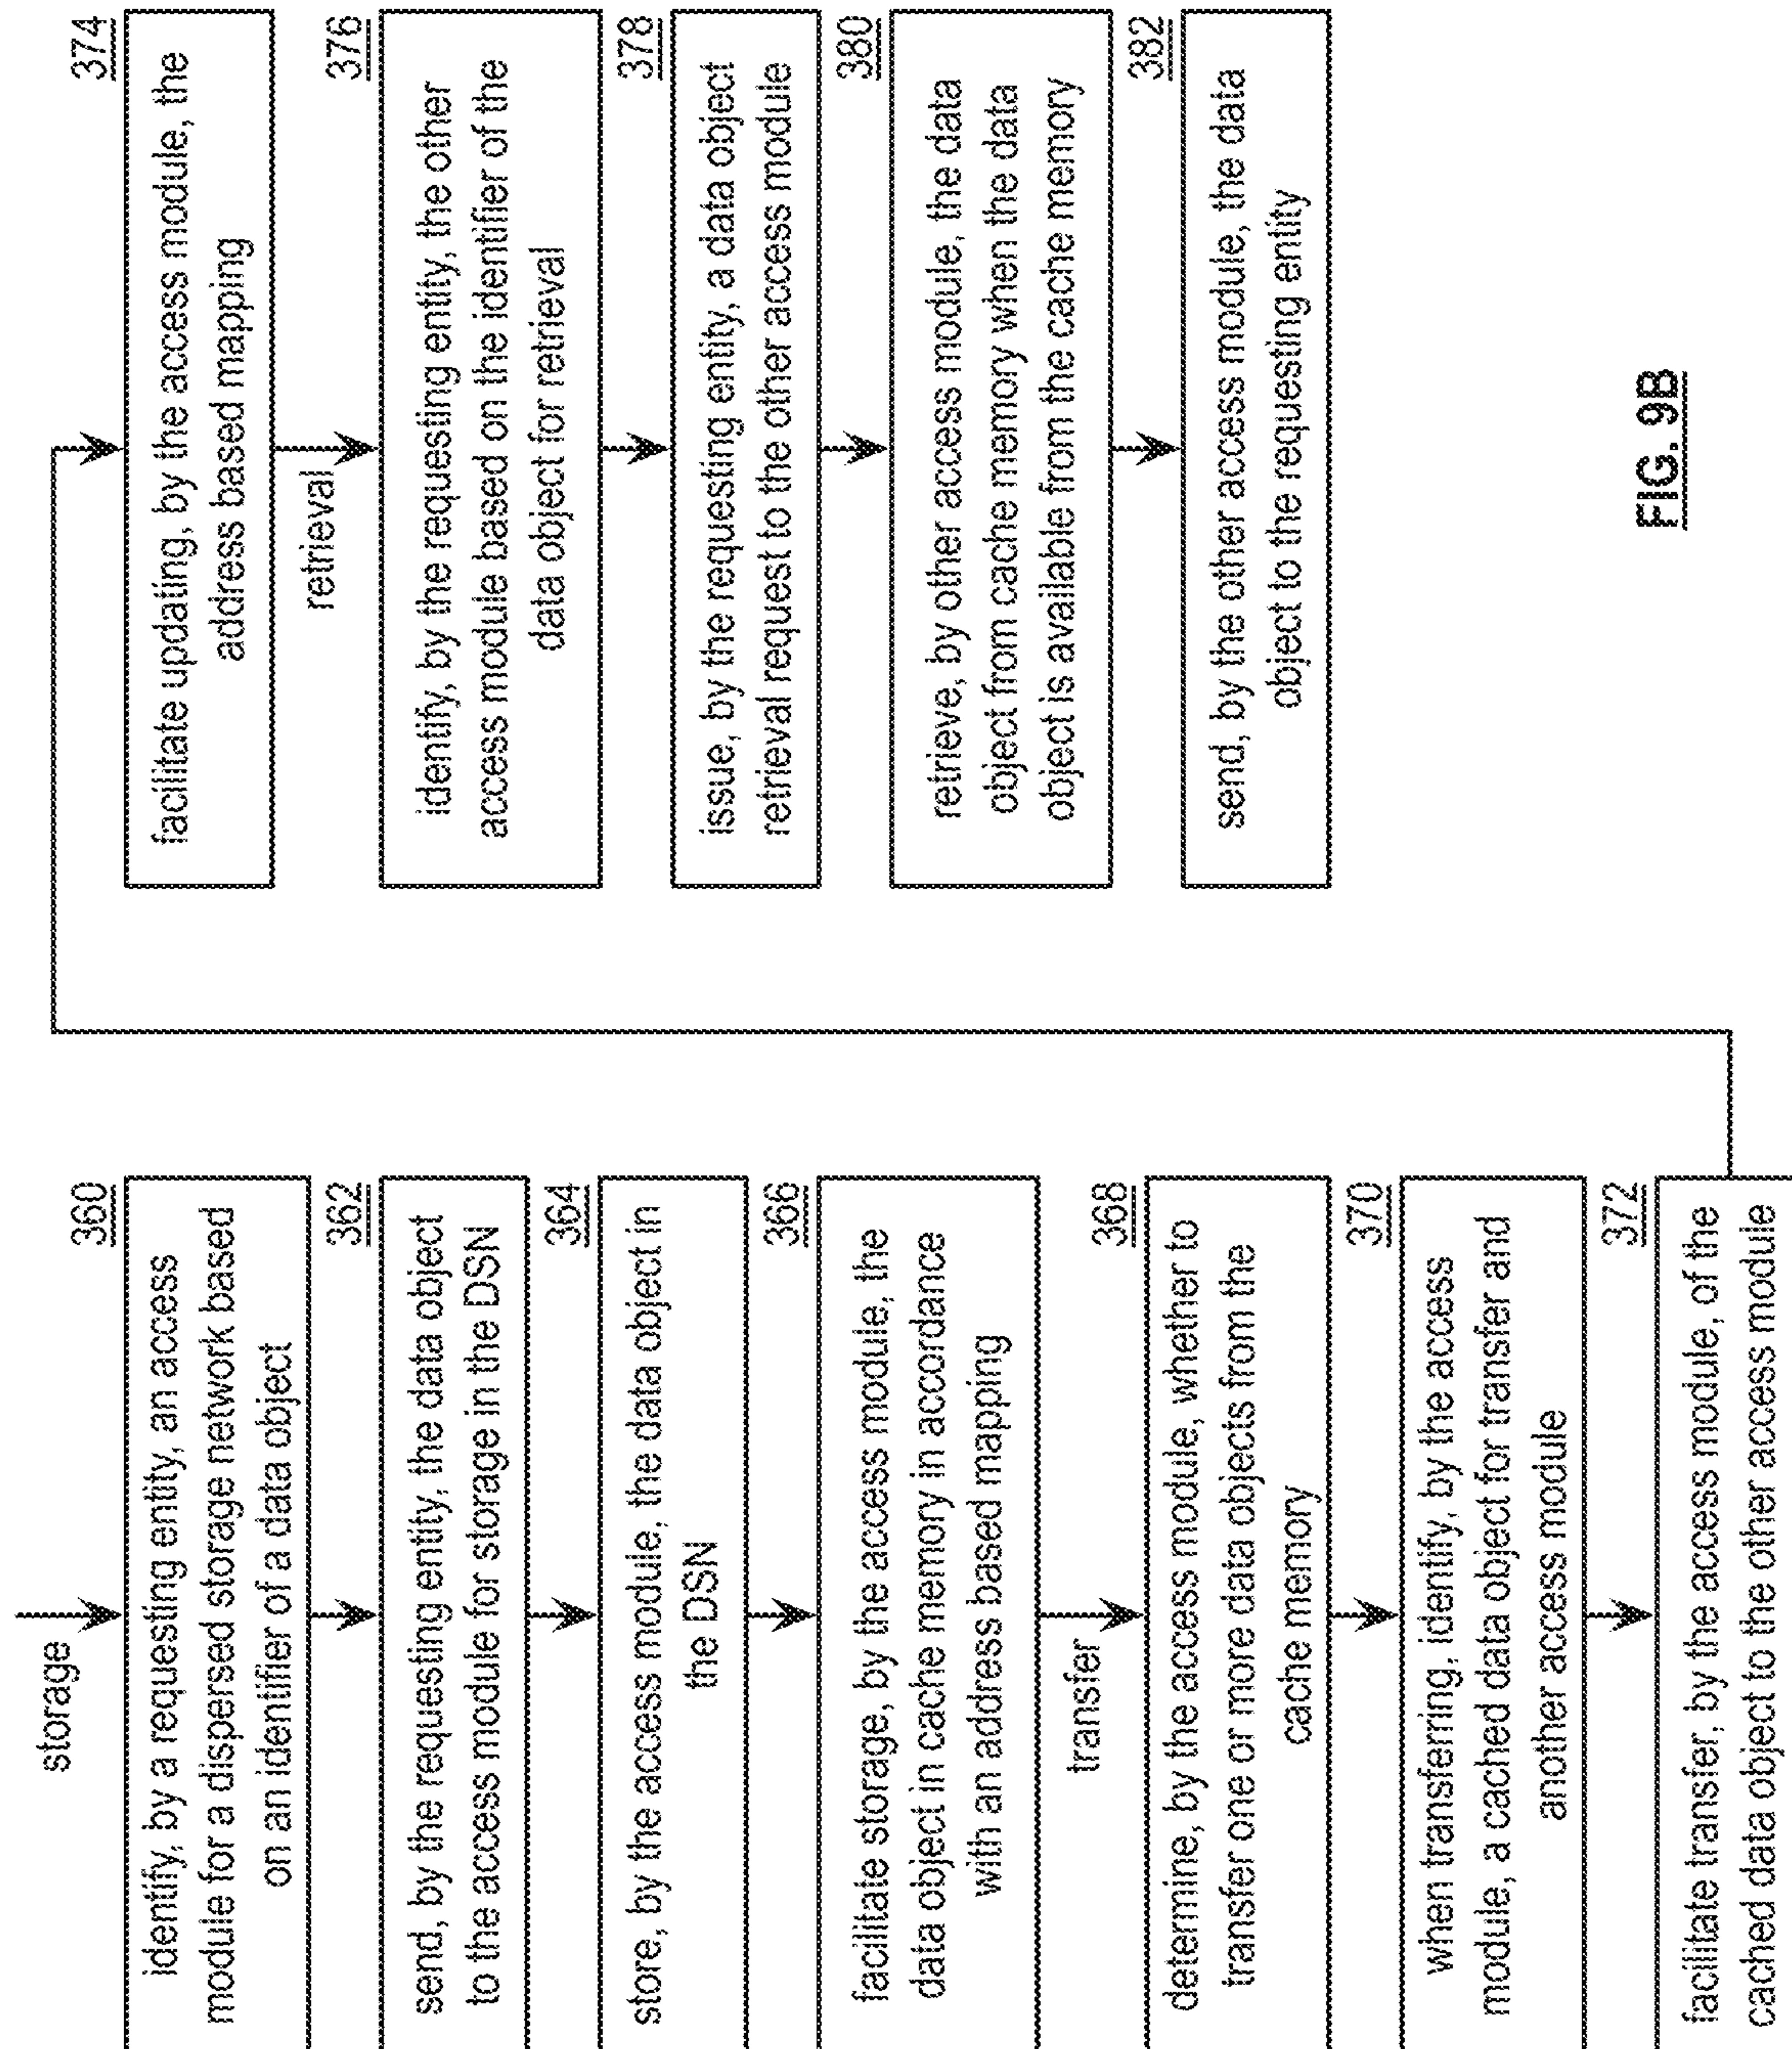 storage
360
identify, by a requesting entity, an access
module for a dispersed storage network based
on an identifier of a data object
362
send, by the requesting entity, the data object
to the access module for storage in the DSN
364
store, by the access module, the data object in
the DSN
366
facilitate storage, by the access module, the
data object in cache memory in accordance
with an address based mapping
transfer
368
determine, by the access module, whether to
transfer one or more data objects from the
cache memory
370
when transferring, identify, by the access
module, a cached data object for transfer and
another access module
372
facilitate transfer, by the access module, of the
cached data object to the other access module
374
facilitate updating, by the access module, the
address based mapping
retrieval
376
identify, by the requesting entity, the other
access module based on the identifier of the
data object for retrieval
378
issue, by the requesting entity, a data object
retrieval request to the other access module
380
retrieve, by other access module, the data
object from cache memory when the data
object is available from the cache memory
382
send, by the other access module, the data
object to the requesting entity
FIG. 9B